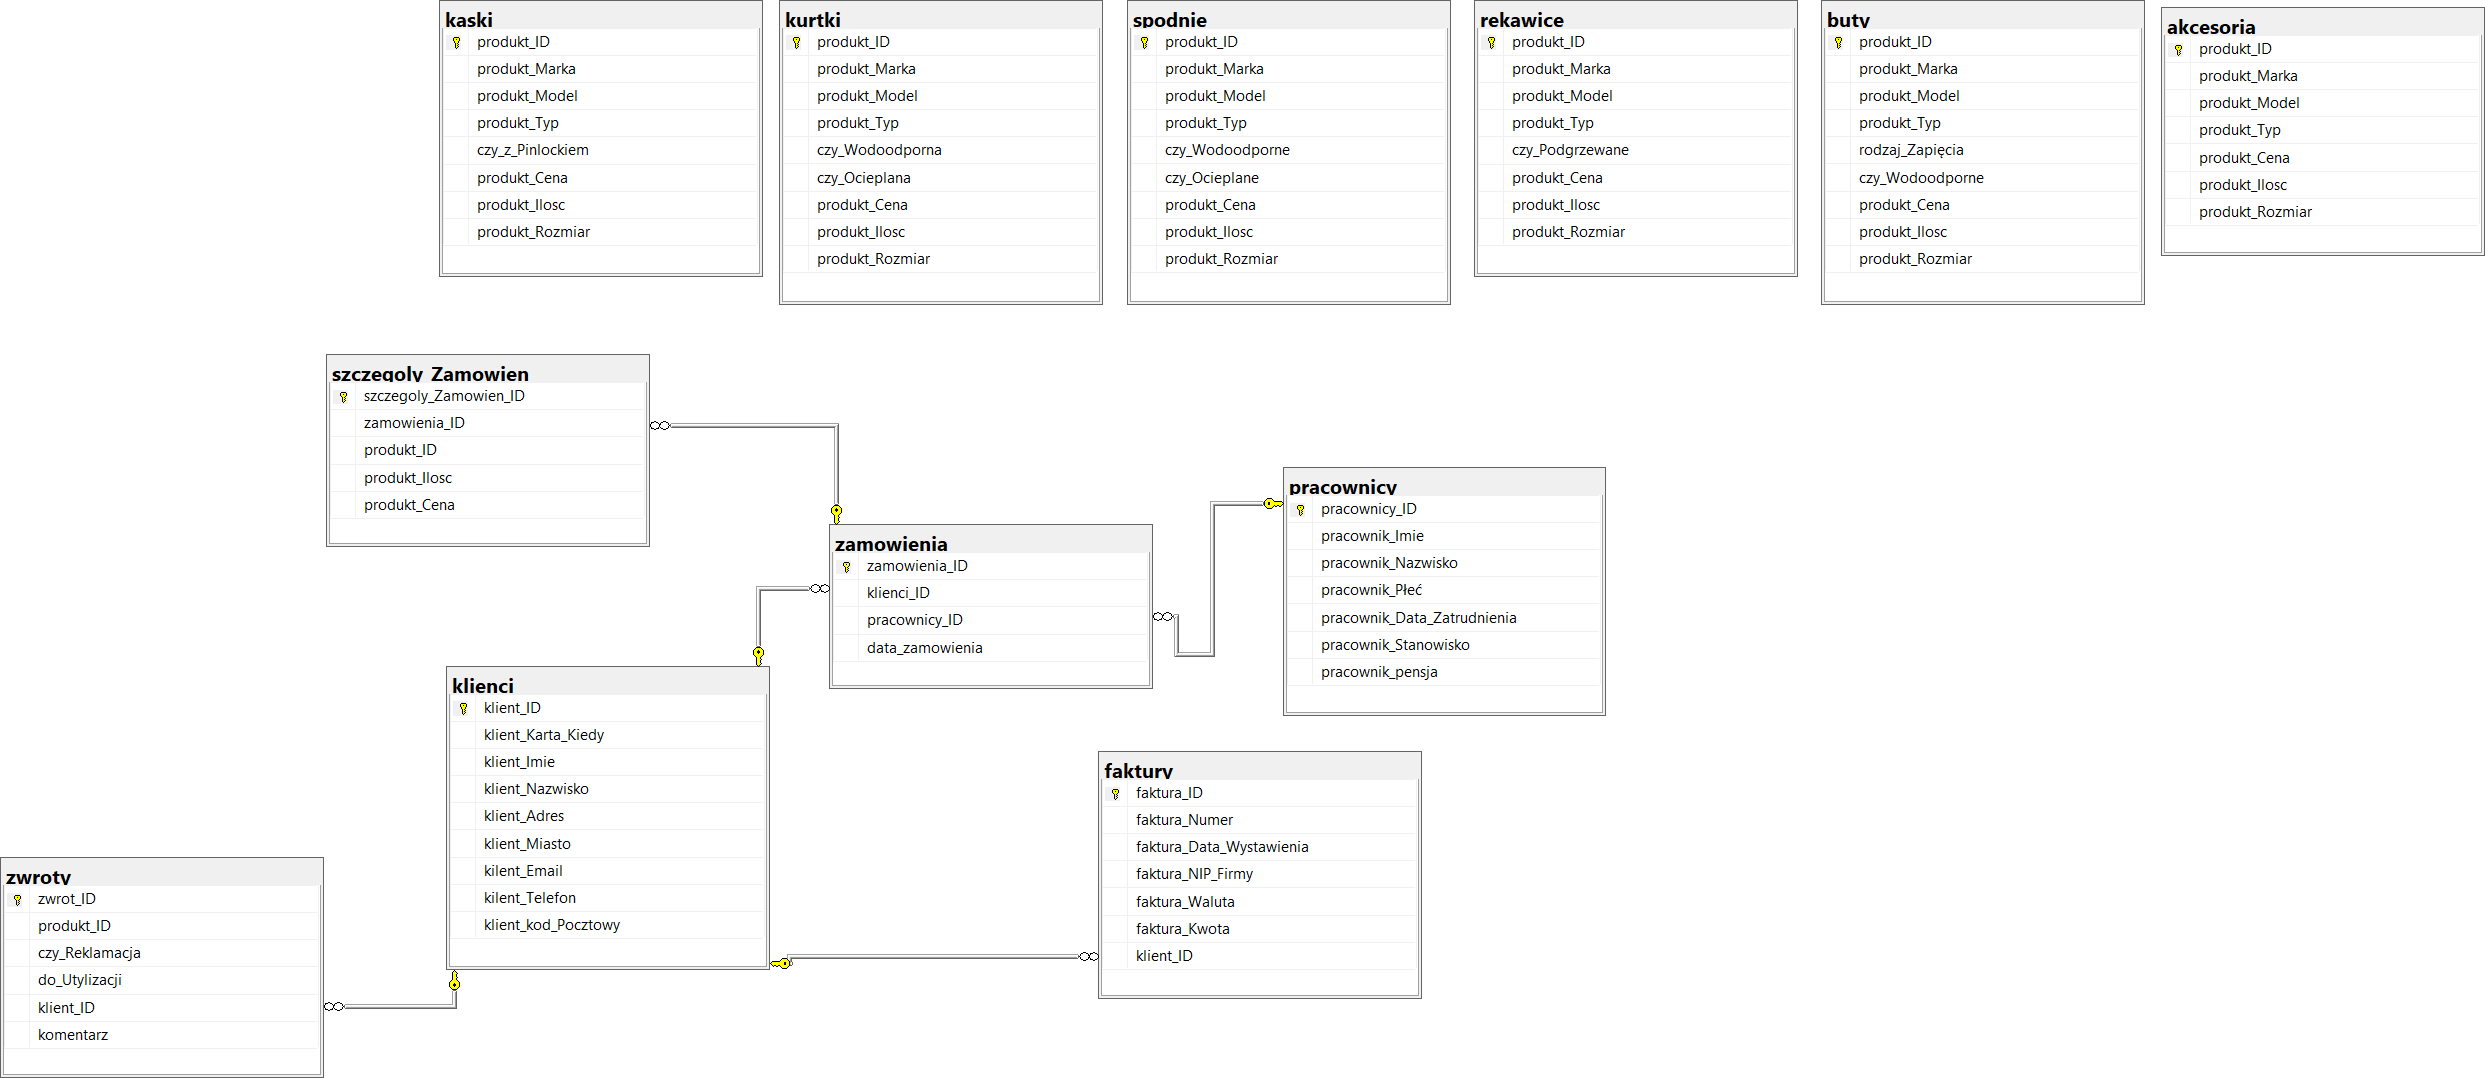 kaski
produkt_ID
produkt_Marka
produkt_Model
produkt_Typ
czy_z_Pinlockiem
produkt_Cena
produkt_Ilosc
produkt_Rozmiar
kurtki
produkt_ID
produkt_Marka
produkt_Model
produkt_Typ
czy_Wodoodporna
czy_Ocieplana
produkt_Cena
produkt_Ilosc
produkt_Rozmiar
spodnie
produkt_ID
produkt_Marka
produkt_Model
produkt_Typ
czy_Wodoodporne
czy_Ocieplane
produkt_Cena
produkt_Ilosc
produkt_Rozmiar
rekawice
produkt_ID
produkt_Marka
produkt_Model
produkt_Typ
czy_Podgrzewane
produkt_Cena
produkt_Ilosc
produkt_Rozmiar
buty
produkt_ID
produkt_Marka
produkt_Model
produkt_Typ
rodzaj_Zapięcia
czy_Wodoodporne
produkt_Cena
produkt_Ilosc
produkt_Rozmiar
akcesoria
produkt_ID
produkt_Marka
produkt_Model
produkt_Typ
produkt_Cena
produkt_Ilosc
produkt_Rozmiar
szczegoly_Zamowien
szczegoly_Zamowien_ID
zamowienia_ID
produkt_ID
produkt_Ilosc
produkt_Cena
zamowienia
zamowienia_ID
klienci_ID
pracownicy_ID
data_zamowienia
pracownicy
pracownicy_ID
pracownik_Imie
pracownik_Nazwisko
pracownik_Płeć
pracownik_Data_Zatrudnienia
pracownik_Stanowisko
pracownik_pensja
klienci
klient_ID
klient_Karta_Kiedy
klient_Imie
klient_Nazwisko
klient_Adres
klient_Miasto
kilent_Email
kilent_Telefon
klient_kod_Pocztowy
faktury
faktura_ID
faktura_Numer
faktura_Data_Wystawienia
faktura_NIP_Firmy
faktura_Waluta
faktura_Kwota
klient_ID
zwroty
zwrot_ID
produkt_ID
czy_Reklamacja
do_Utylizacji
klient_ID
komentarz